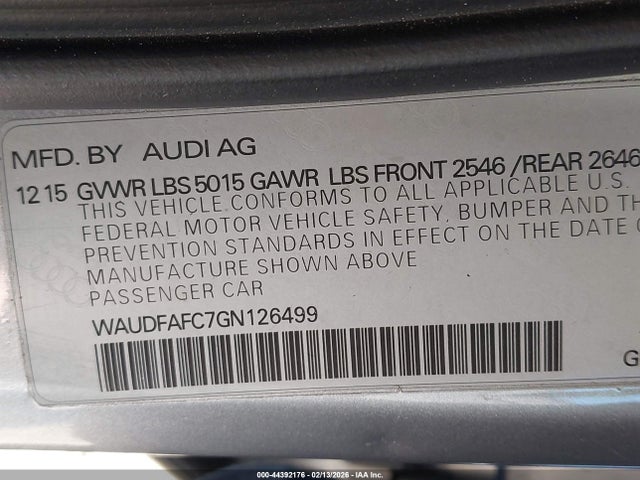 MFD. BY AUDI AG
12 15 GVWR LBS 5015 GAWR LBS FRONT 2546 /REAR 2646
THIS VEHICLE CONFORMS TO ALL APPLICABLE U.S.
FEDERAL MOTOR VEHICLE SAFETY, BUMPER AND TH
PREVENTION STANDARDS IN EFFECT ON THE DATE O
MANUFACTURE SHOWN ABOVE
PASSENGER CAR
WAUDFAFC7GN126499
G
000-44392176 - 02/13/2026 - IAA Inc.